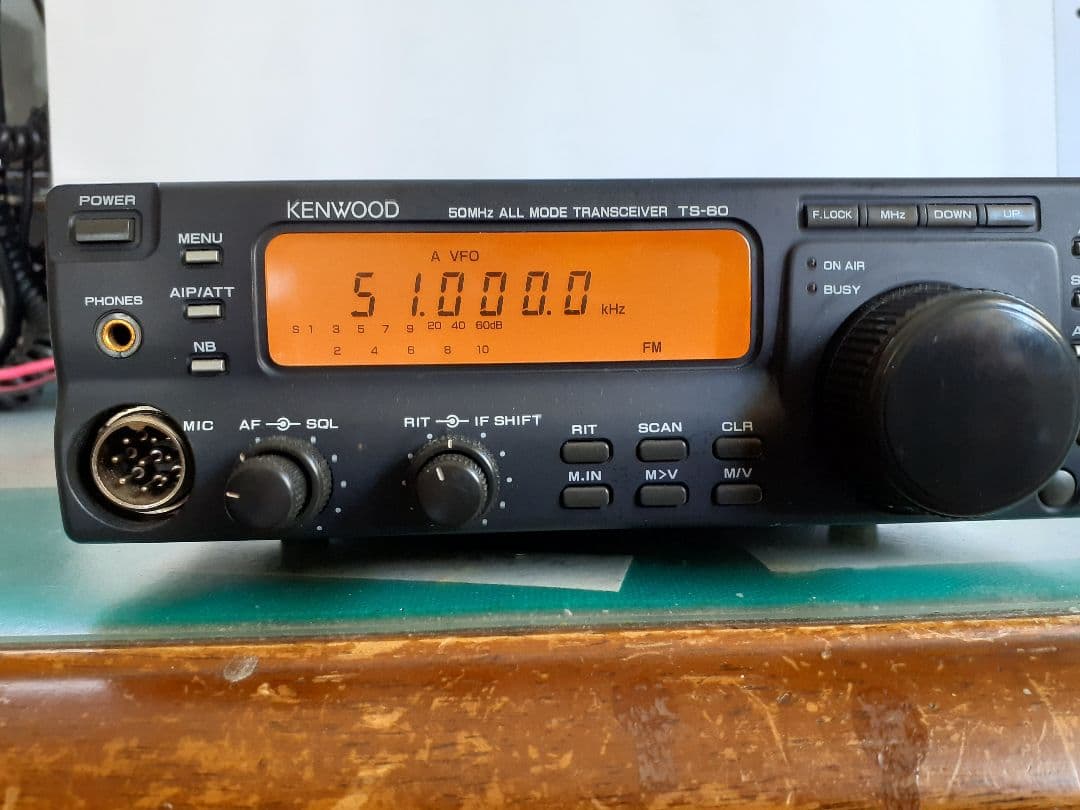 POWER
KENWOOD
50MHz ALL MODE TRANSCEIVER TS-60
F.LOCK MHz DOWN UP
MENU
AIP/ATT
NB
PHONES
MIC
A VFO
51.000.0 kHz
S 1 3 5 7 9 20 40 60dB
2 4 6 8 10
FM
ON AIR
BUSY
AF SQL
RIT IF SHIFT
RIT SCAN CLR
M.IN M>V M/V